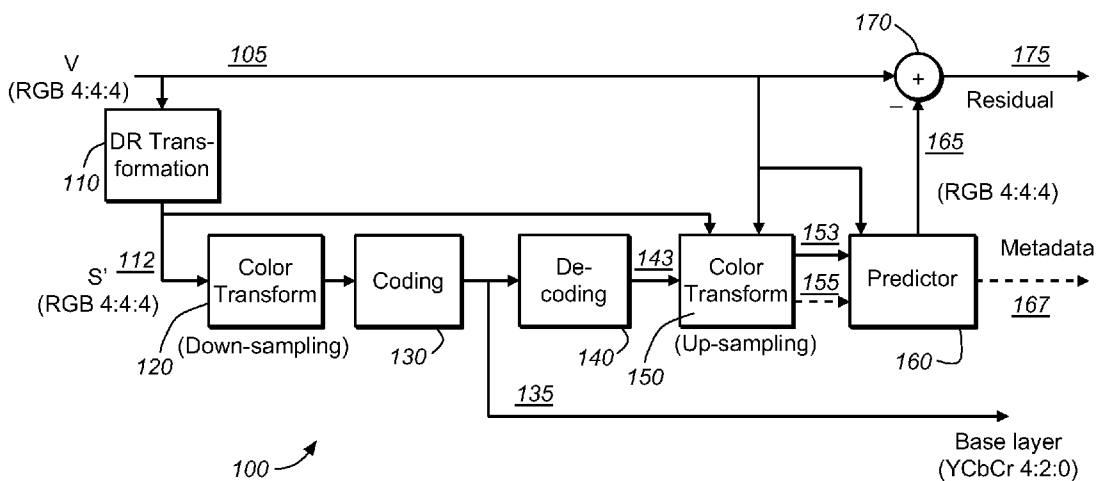 170
V
105
175
(RGB 4:4:4)
+
–
Residual
DR Trans-
formation
110
165
(RGB 4:4:4)
112
S’
(RGB 4:4:4)
Color
Transform
Coding
De-
coding
143
Color
Transform
153
155
Predictor
Metadata
167
120
(Down-sampling)
130
140
150
(Up-sampling)
160
135
100
Base layer
(YCbCr 4:2:0)